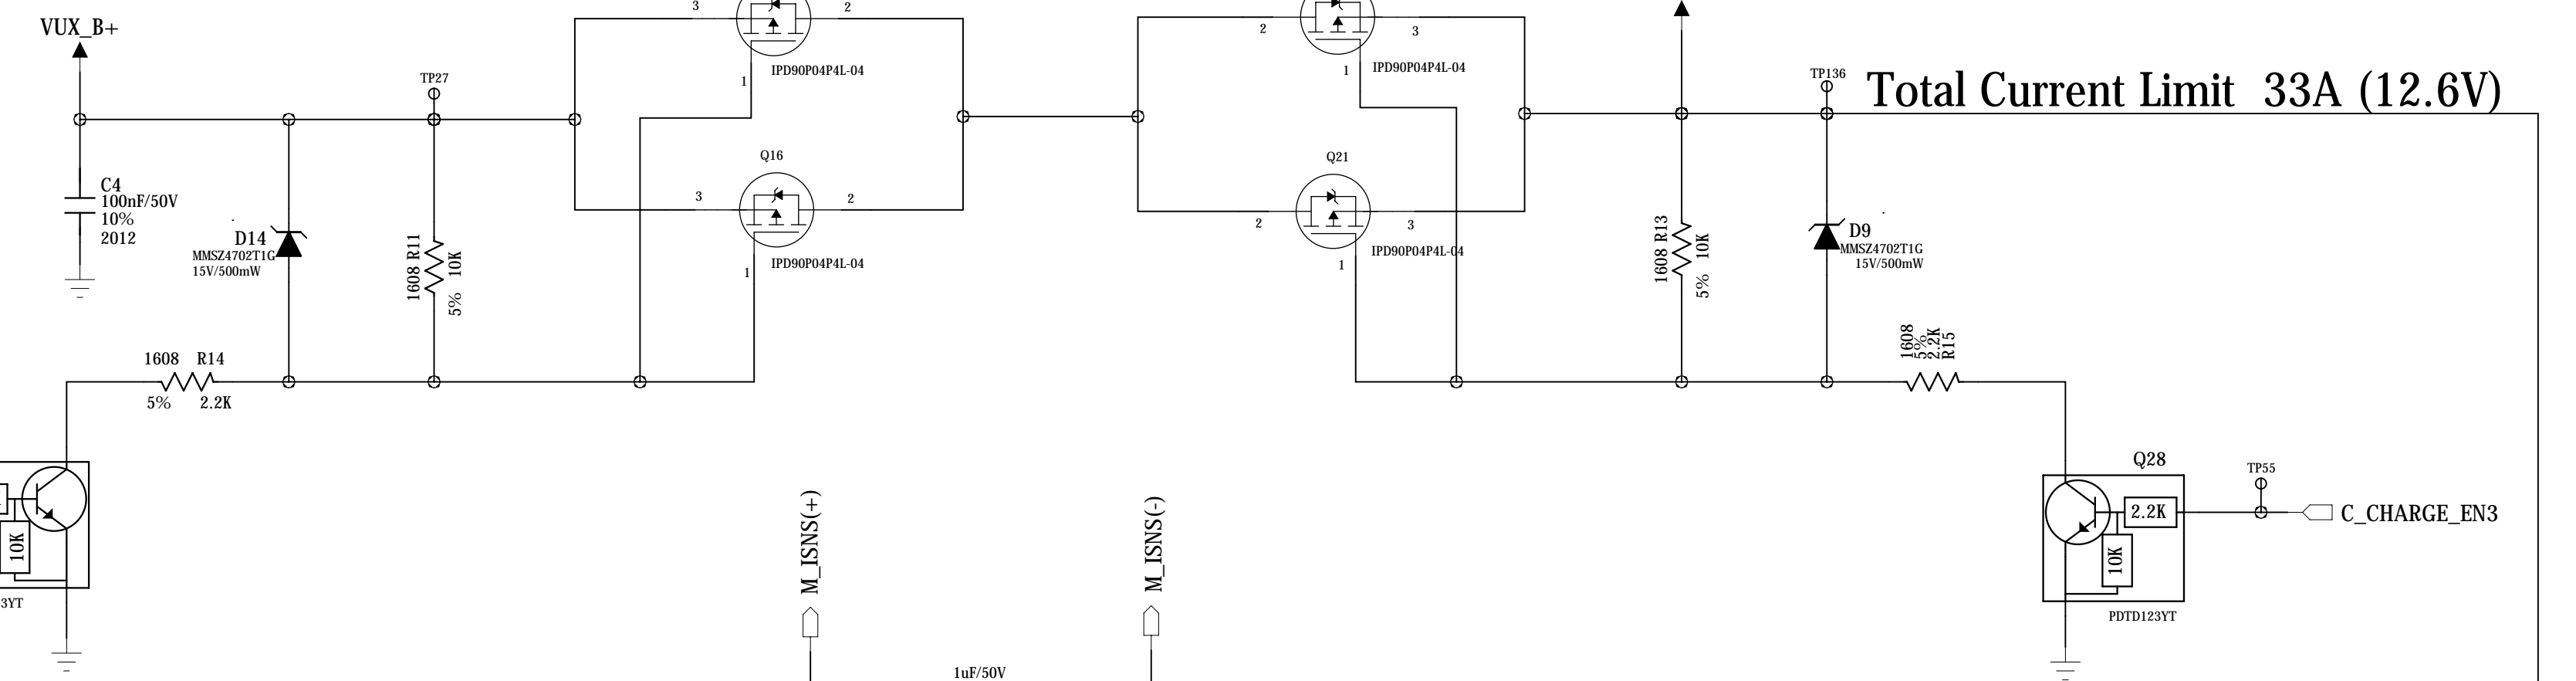 VUX_B+
3
2
1
IPD90P04P4L-04
TP27
2
3
1
IPD90P04P4L-04
TP136
Total Current Limit 33A (12.6V)
C4
100nF/50V
10%
2012
D14
MMSZ4702T1G
15V/500mW
1608 R11
10K
5%
Q16
3
2
1
IPD90P04P4L-04
Q21
2
3
1
IPD90P04P4L-04
1608 R13
10K
5%
D9
MMSZ4702T1G
15V/500mW
1608 R14
5% 2.2K
1608
5%
2.2K
R15
10K
3YT
M_ISNS(+)
M_ISNS(-)
1uF/50V
Q28
2.2K
10K
PDTD123YT
TP55
C_CHARGE_EN3